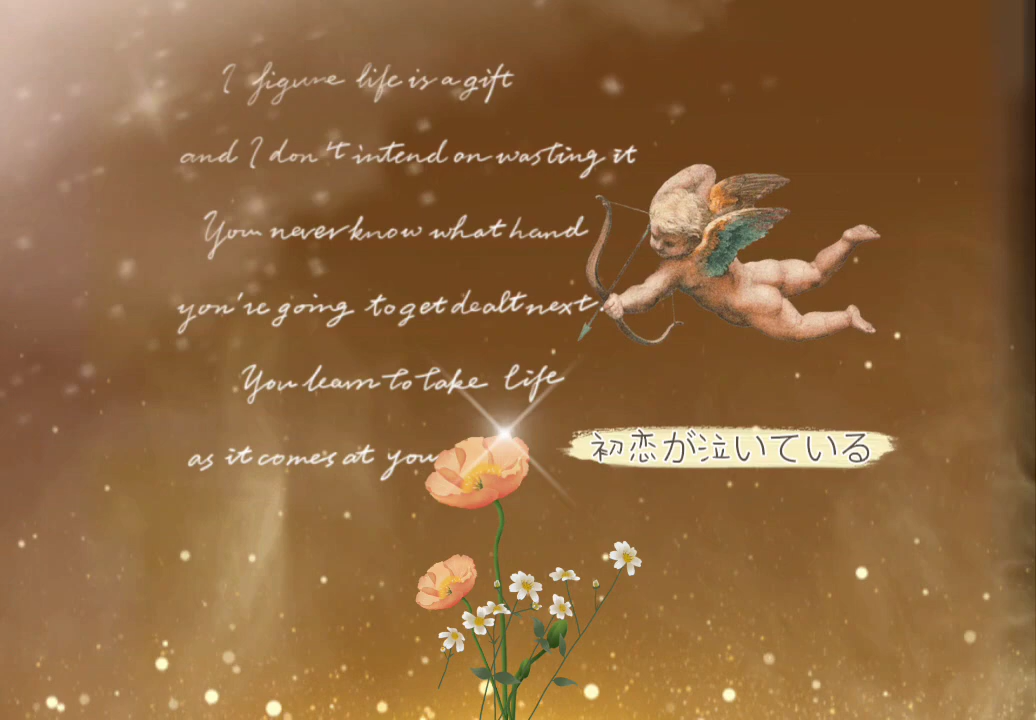 I figure life is a gift
and I don't intend on wasting it
You never know what hand
you're going to get dealt next
You learn to take life
as it comes at you
初恋が泣いている